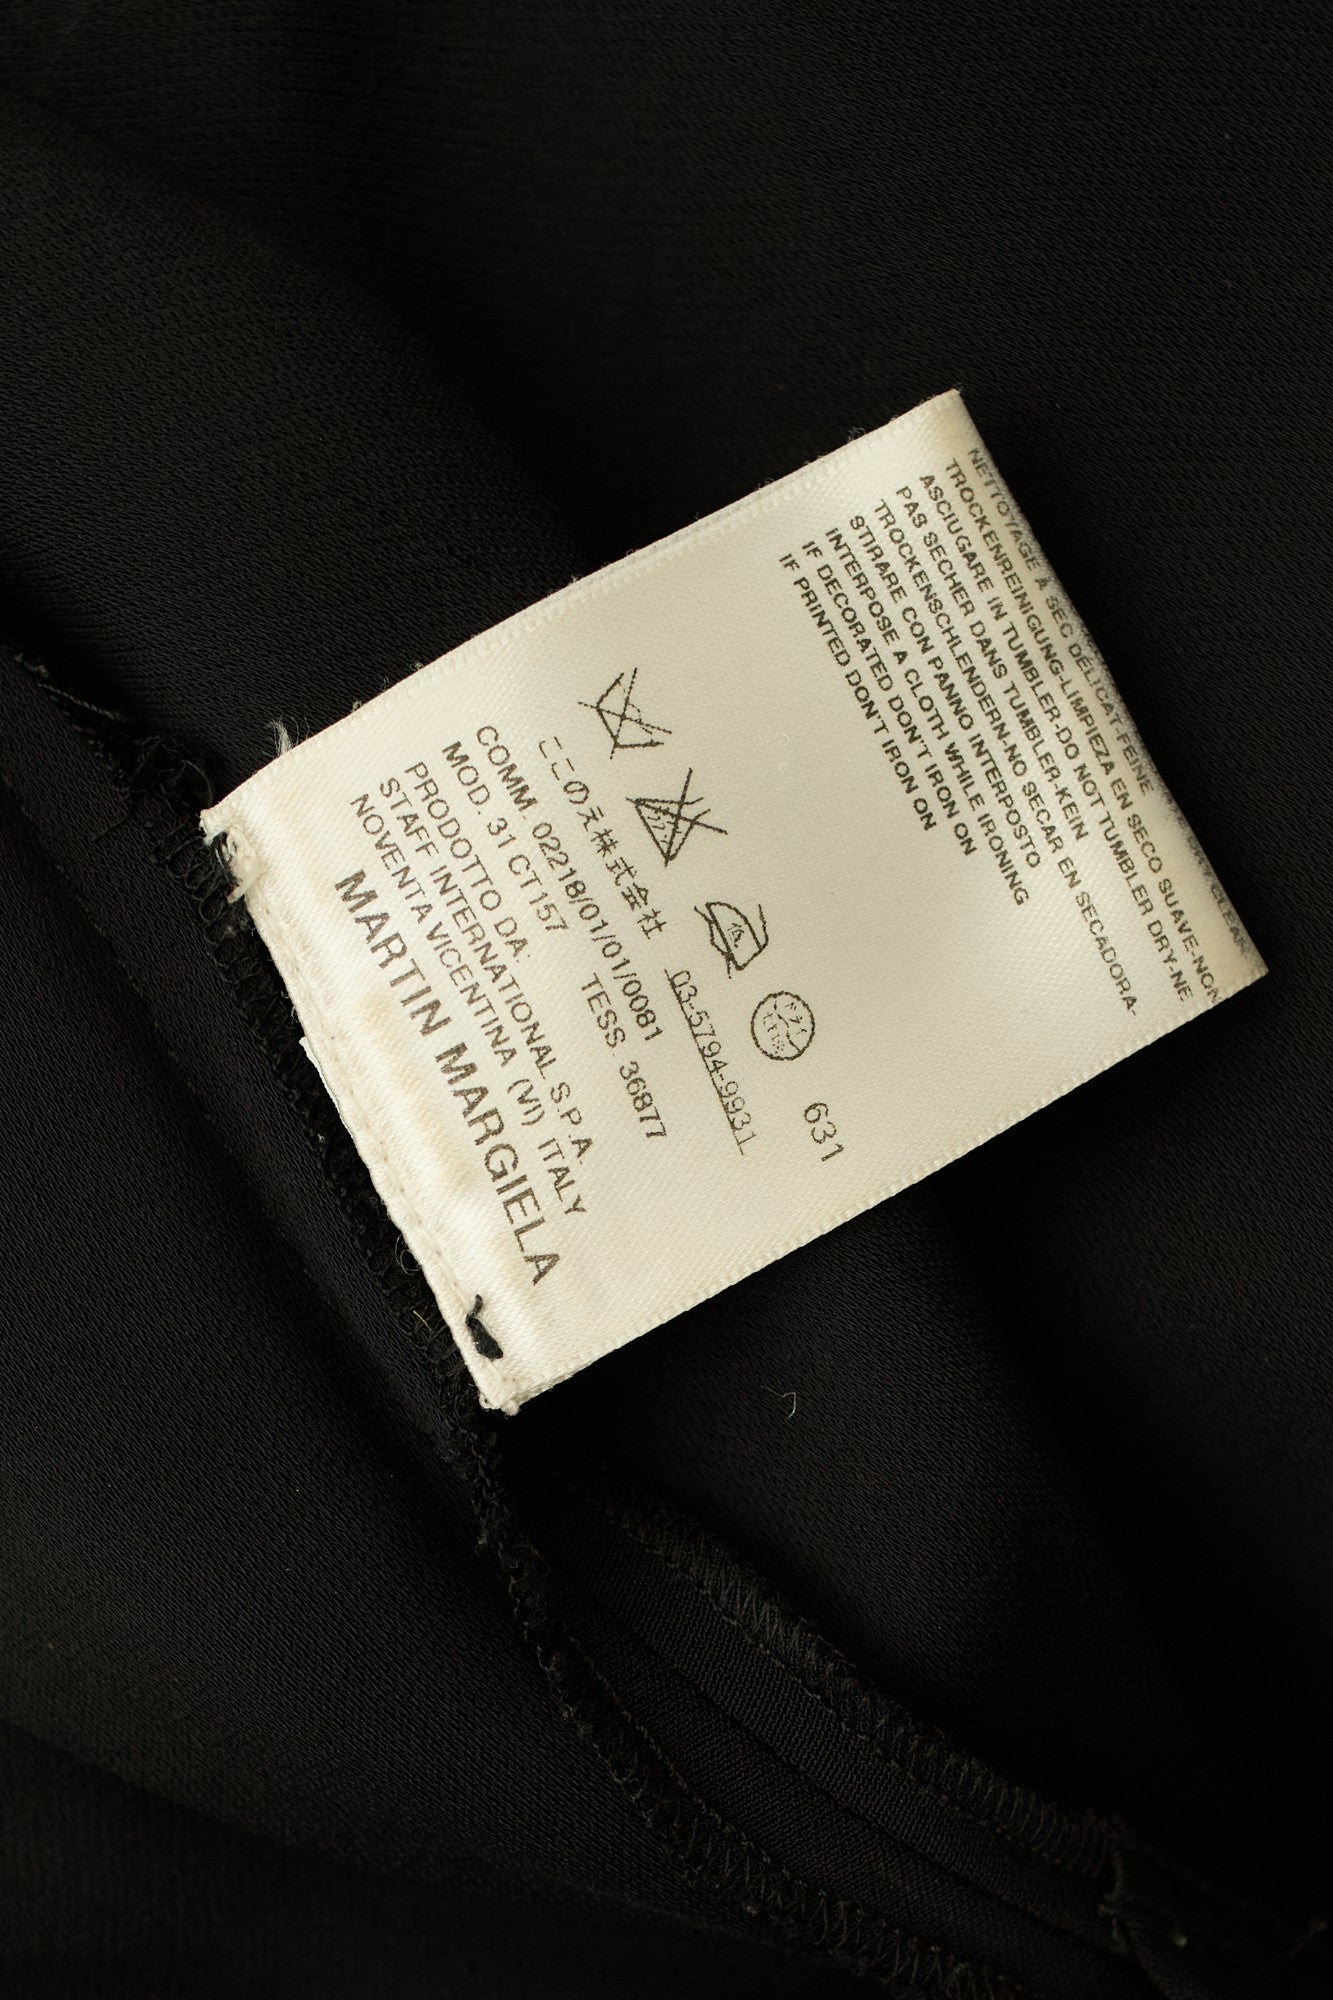 NETTOYAGE À SEC DÉLICAT-FEINE
TROCKENREINIGUNG-LIMPIEZA EN SECO SUAVE-NON
ASCIUGARE IN TUMBLER-DO NOT TUMBLER DRY-NE
PAS SECHER DANS TUMBLER-KEIN
TROCKENSCHLENDERN-NO SECAR EN SECADORA-
STIRARE CON PANNO INTERPOSTO
INTERPOSE A CLOTH WHILE IRONING
IF DECORATED DON'T IRON ON
IF PRINTED DON'T IRON ON
低
631
ここのえ株式会社 03-5794-9931
COMM. 02218/01/01/0081
MOD. 31 CT157 TESS. 36877
PRODOTTO DA:
STAFF INTERNATIONAL S.P.A.
NOVENTA VICENTINA (VI) ITALY
MARTIN MARGIELA